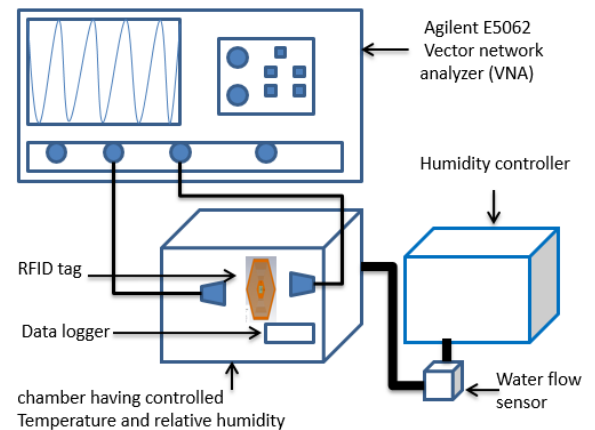 Agilent E5062
Vector network
analyzer (VNA)
Humidity controller
RFID tag
Data logger
Water flow
sensor
chamber having controlled
Temperature and relative humidity